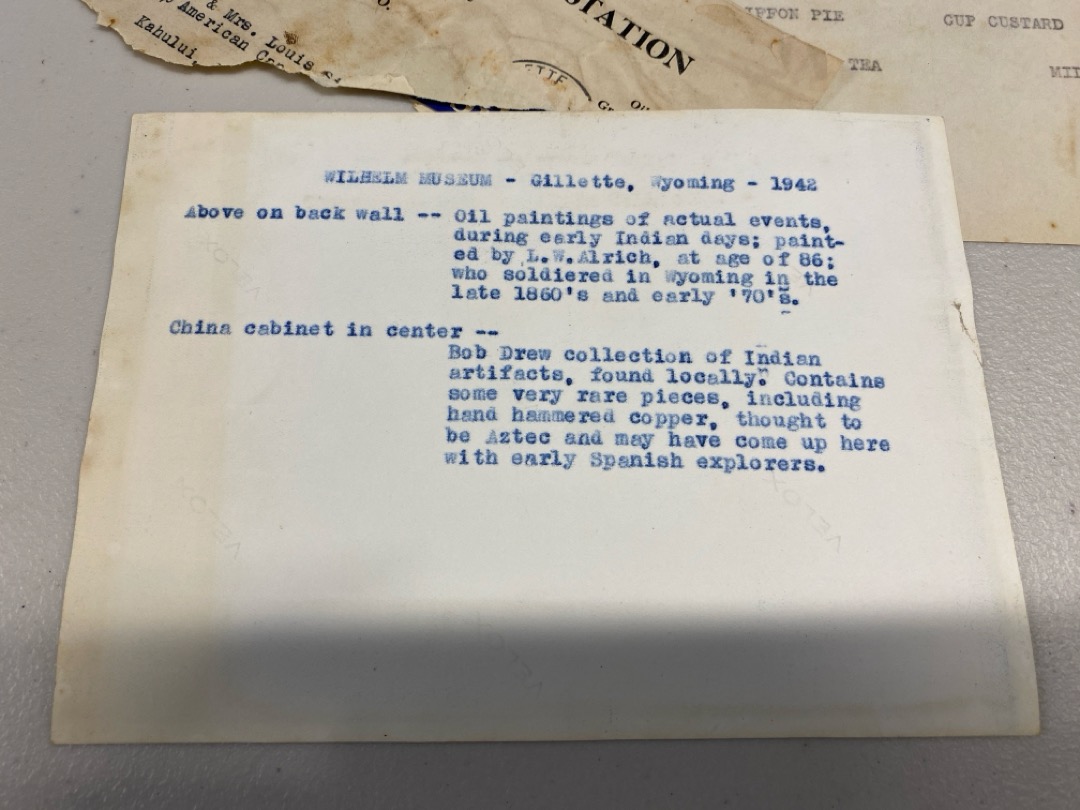 & Mrs. Louis
American
Kahului,
O.
TATION
ETTE
PIE
CUP CUSTARD
TEA
WILHELM MUSEUM - Gillette, Wyoming - 1942
Above on back wall -- Oil paintings of actual events,
during early Indian days; paint-
ed by L.W.Alrich, at age of 86;
who soldiered in Wyoming in the
late 1860's and early '70's.
China cabinet in center --
Bob Drew collection of Indian
artifacts, found locally." Contains
some very rare pieces, including
hand hammered copper, thought to
be Aztec and may have come up here
with early Spanish explorers.
VELOX
VELOX